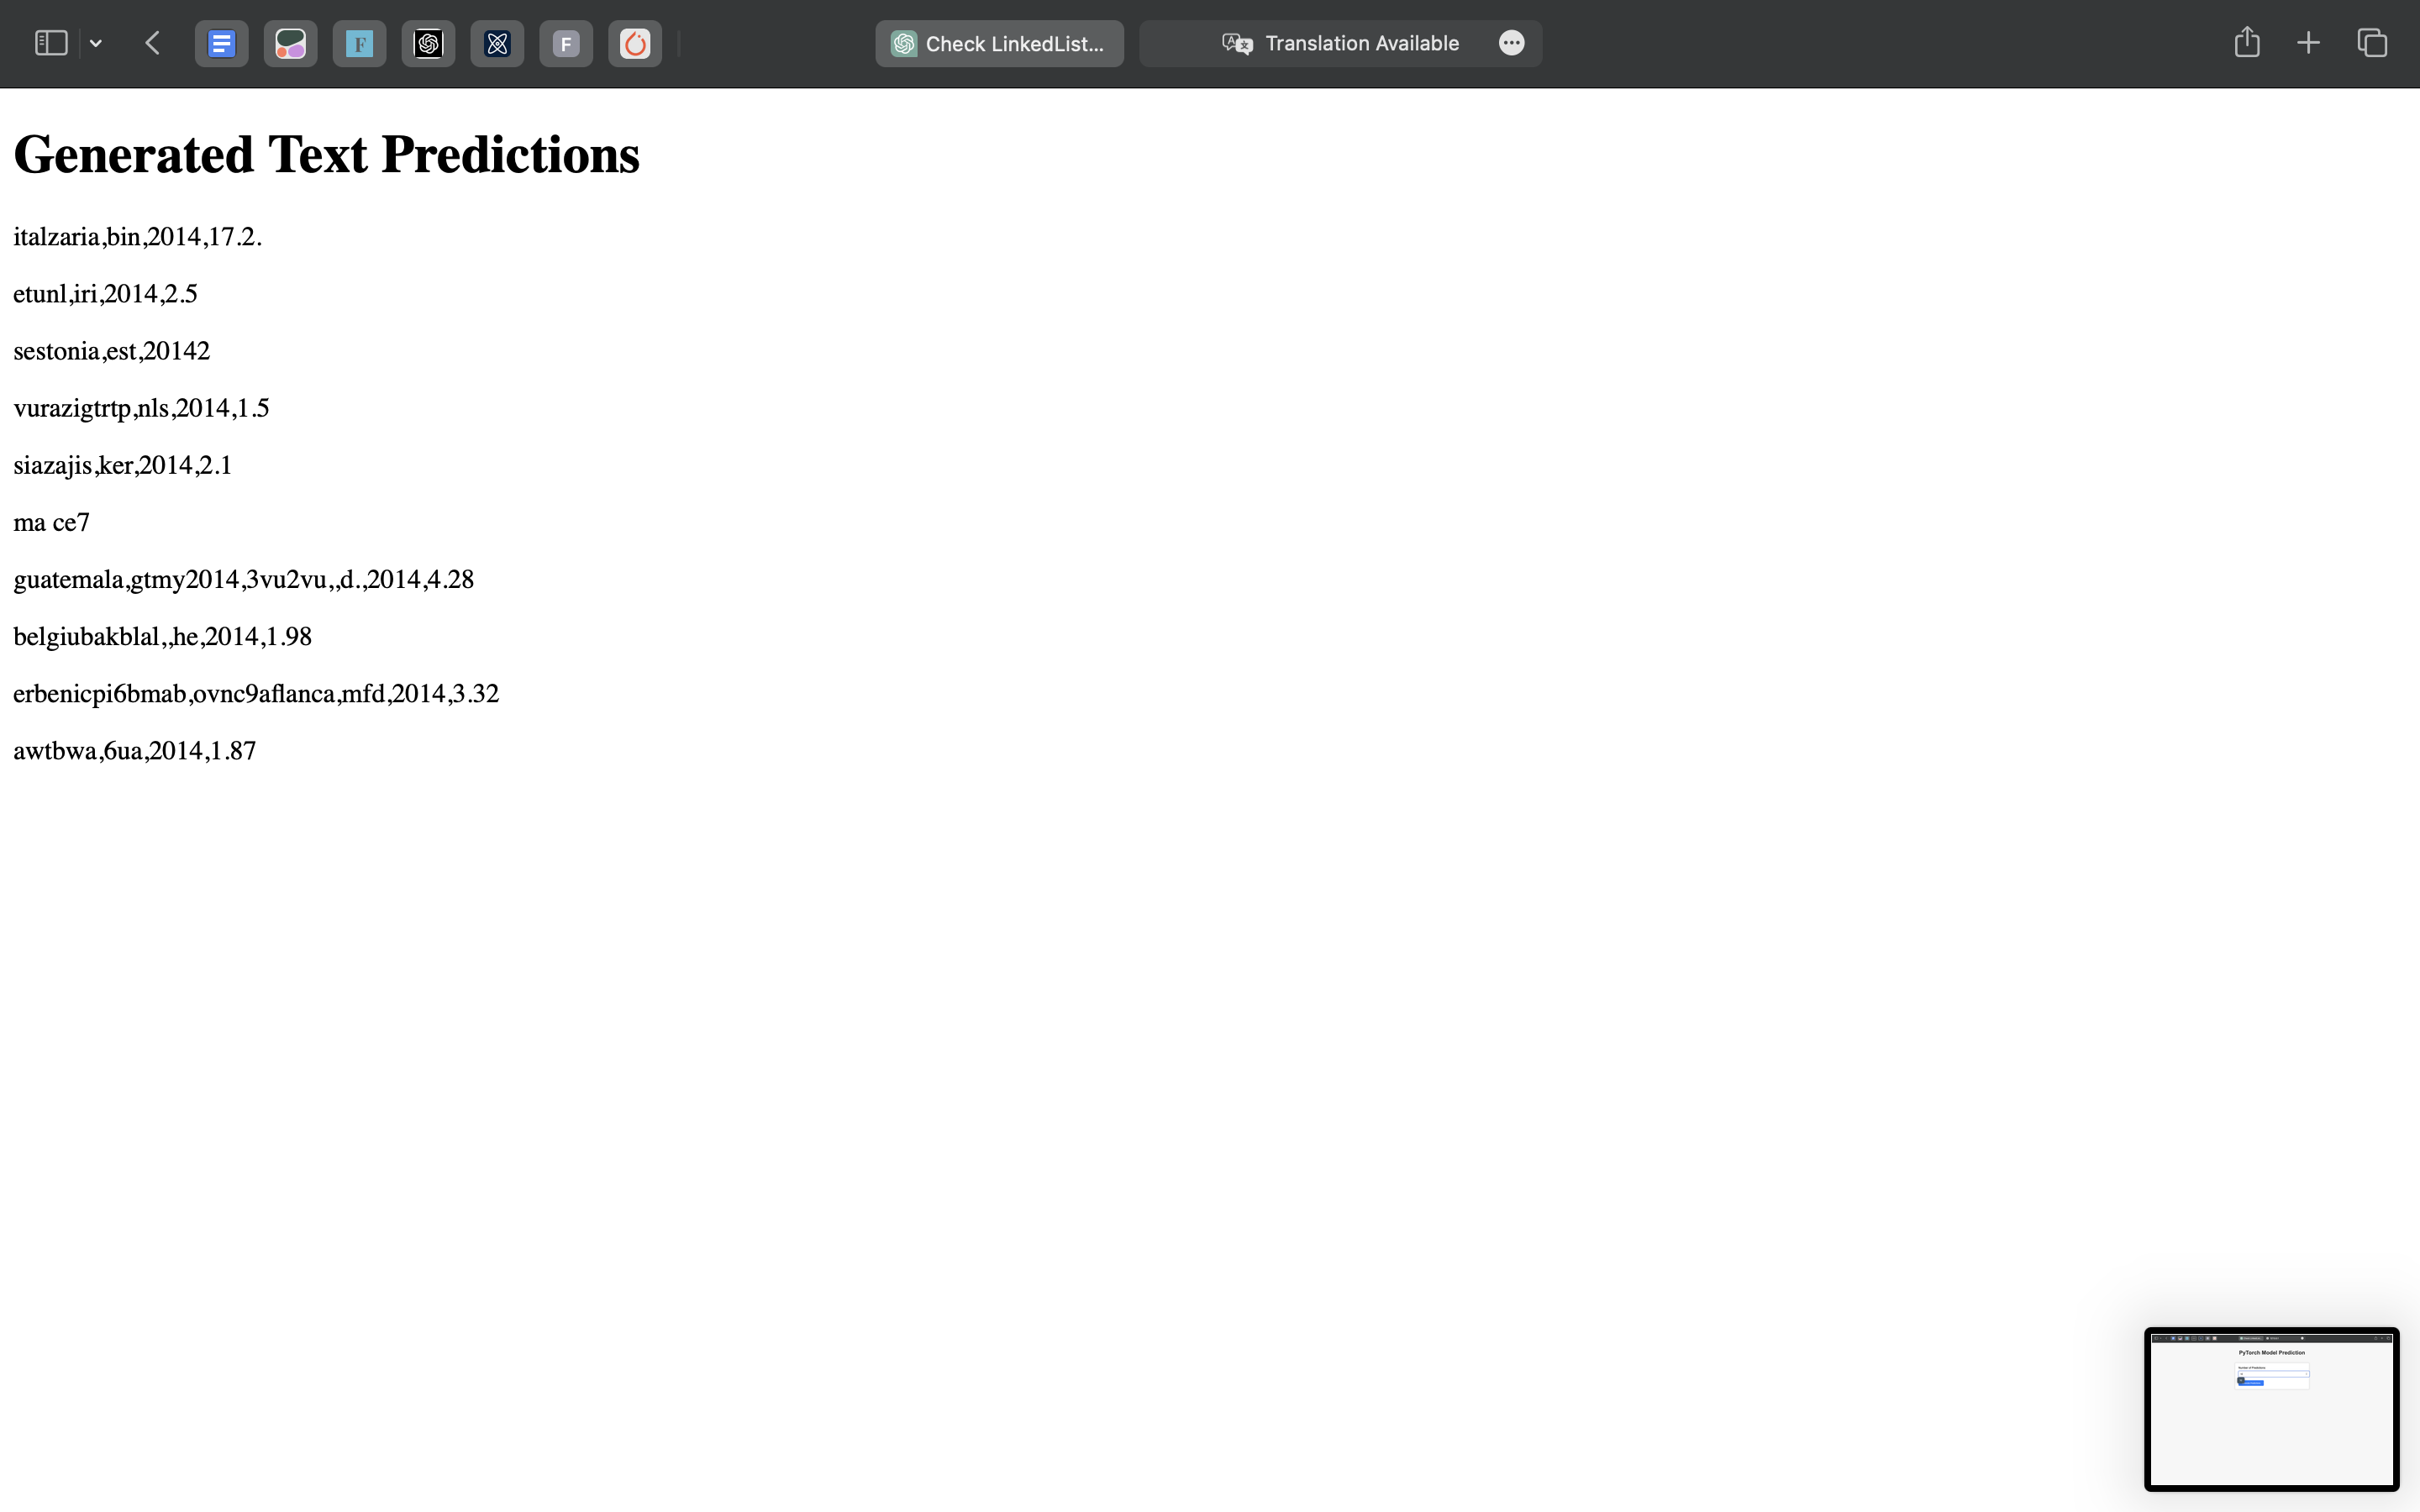 F
F
Check LinkedList...
Translation Available
Generated Text Predictions
italzaria,bin,2014,17.2.
etunl,iri,2014,2.5
sestonia,est,20142
vurazigtrtp,nls,2014,1.5
siazajis,ker,2014,2.1
ma ce7
guatemala,gtmy2014,3vu2vu,,d.,2014,4.28
belgiubakblal,,he,2014,1.98
erbenicpi6bmab,ovnc9aflanca,mfd,2014,3.32
awtbwa,6ua,2014,1.87
PyTorch Model Prediction